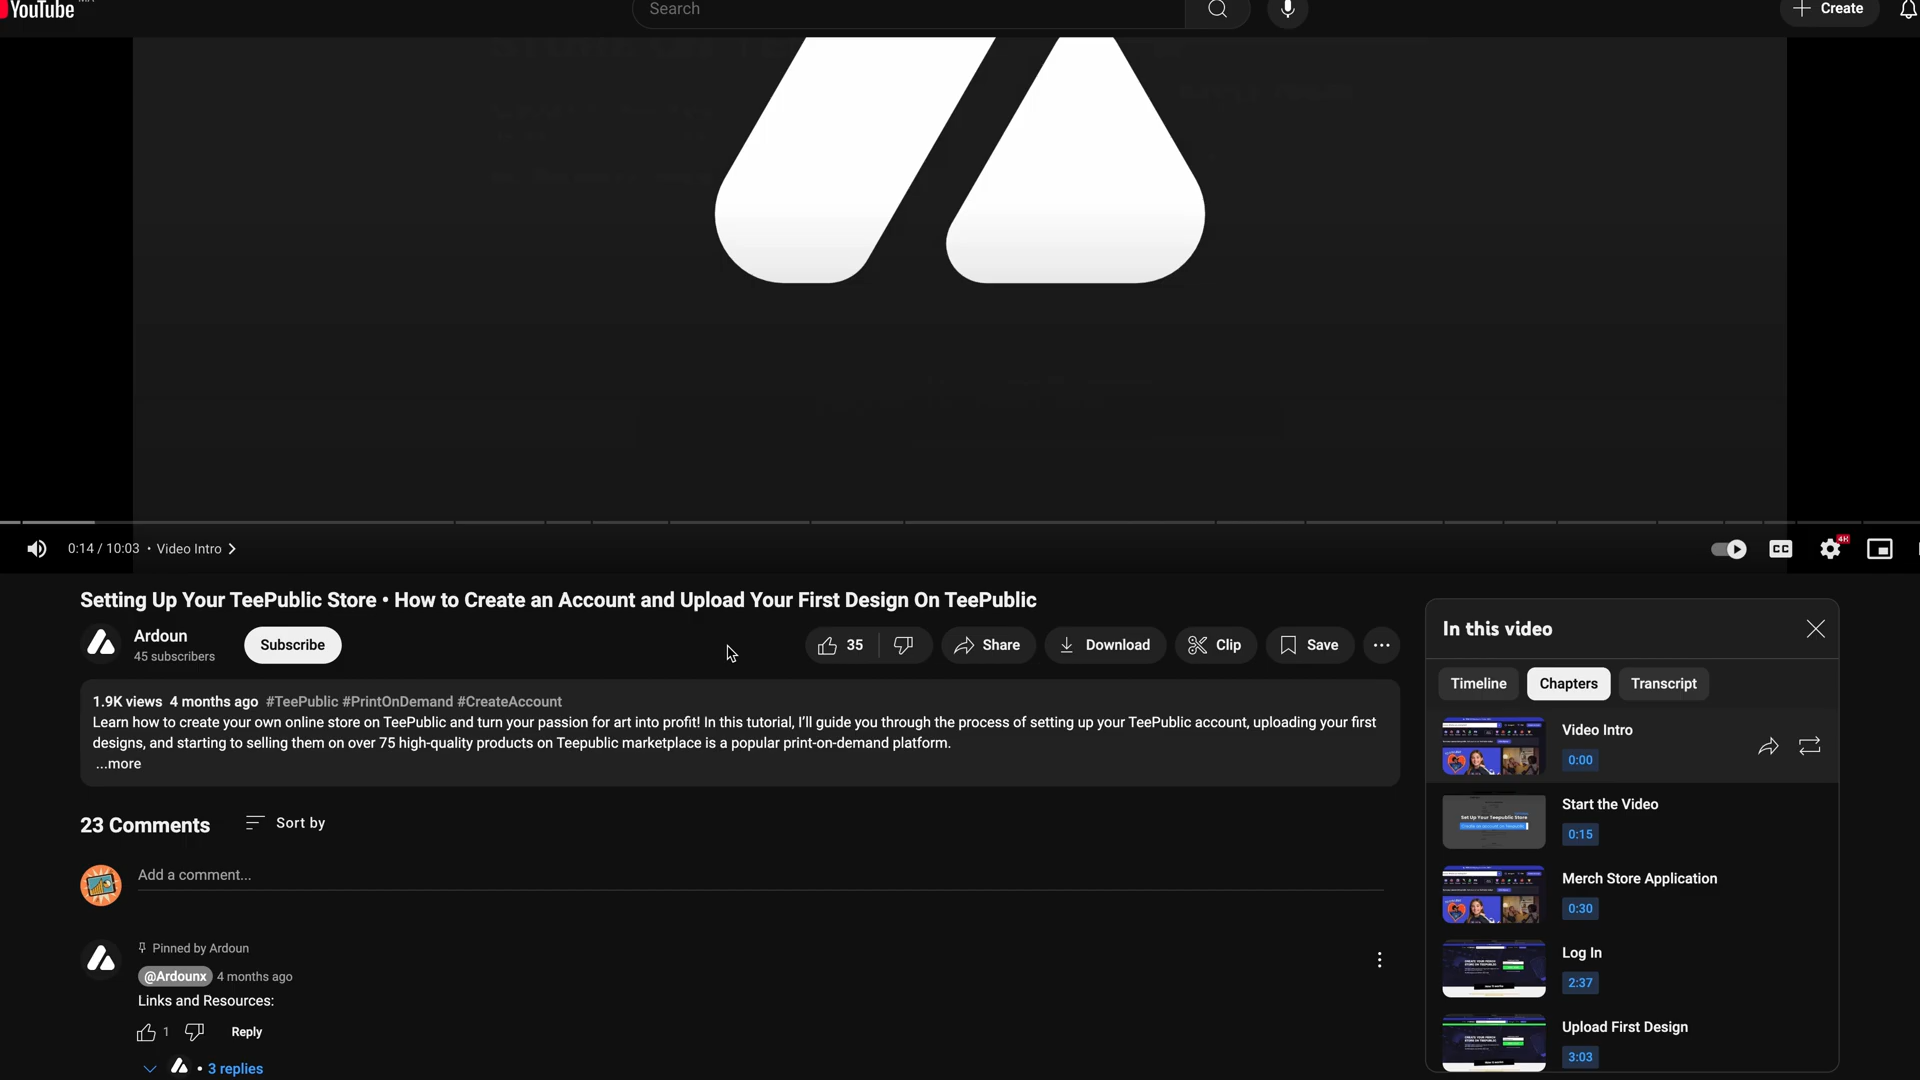 YouTube
Search
Create
0:14 / 10:03 • Video Intro
CC
4K
Setting Up Your TeePublic Store • How to Create an Account and Upload Your First Design On TeePublic
Ardoun
45 subscribers
Subscribe
35
Share
Download
Clip
Save
1.9K views 4 months ago #TeePublic #PrintOnDemand #CreateAccount
Learn how to create your own online store on TeePublic and turn your passion for art into profit! In this tutorial, I'll guide you through the process of setting up your TeePublic account, uploading your first
designs, and starting to selling them on over 75 high-quality products on Teepublic marketplace is a popular print-on-demand platform.
...more
23 Comments
Sort by
Add a comment...
Pinned by Ardoun
@Ardounx 4 months ago
Links and Resources:
1
Reply
• 3 replies
In this video
Timeline
Chapters
Transcript
Video Intro
0:00
Set Up Your Teepublic Store
Start the Video
0:15
Merch Store Application
0:30
Log In
2:37
Upload First Design
3:03